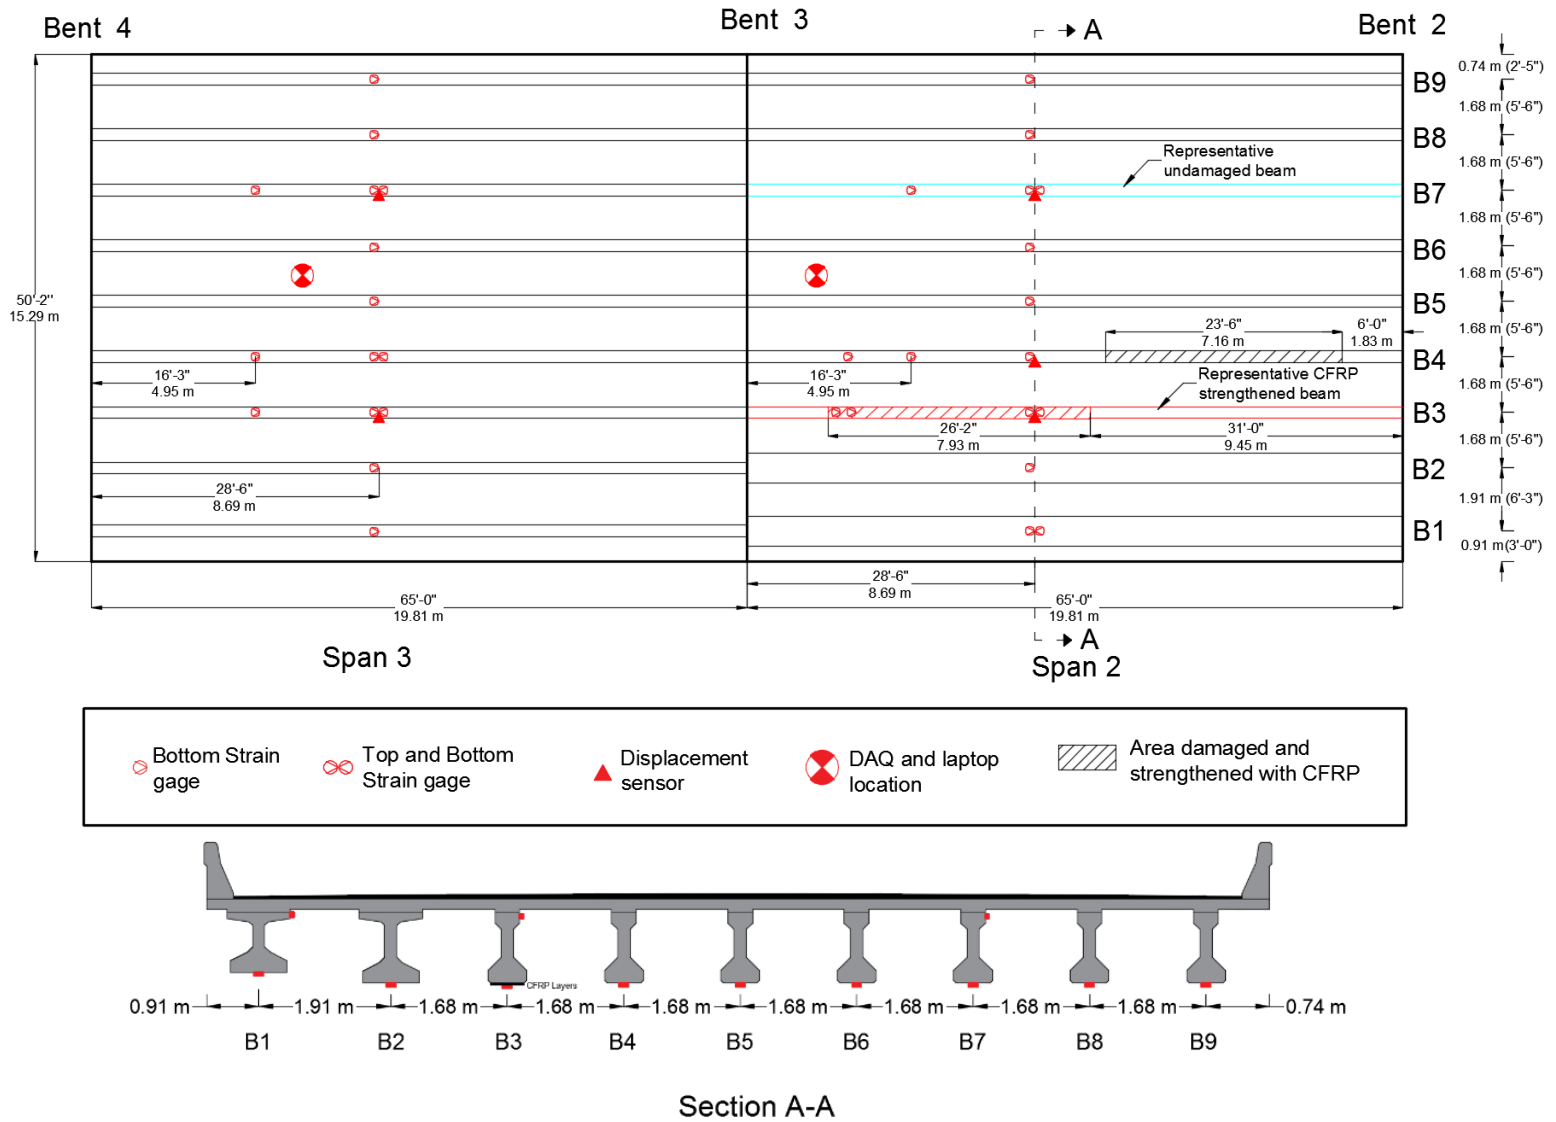 Bent 4
Bent 3
Bent 2
A
0.74 m (2'-5")
B9
1.68 m (5'-6")
B8
1.68 m (5'-6")
Representative
undamaged beam
B7
1.68 m (5'-6")
B6
1.68 m (5'-6")
50'-2"
15.29 m
B5
1.68 m (5'-6")
23'-6"
7.16 m
6'-0"
1.83 m
B4
16'-3"
4.95 m
16'-3"
4.95 m
Representative CFRP
strengthened beam
1.68 m (5'-6")
B3
26'-2"
7.93 m
31'-0"
9.45 m
1.68 m (5'-6")
B2
28'-6"
8.69 m
1.91 m (6'-3")
B1
0.91 m(3'-0")
28'-6"
8.69 m
65'-0"
19.81 m
65'-0"
19.81 m
A
Span 3
Span 2
Bottom Strain
gage
Top and Bottom
Strain gage
Displacement
sensor
DAQ and laptop
location
Area damaged and
strengthened with CFRP
CFRP Layers
0.91 m
1.91 m
1.68 m
1.68 m
1.68 m
1.68 m
1.68 m
1.68 m
1.68 m
0.74 m
B1
B2
B3
B4
B5
B6
B7
B8
B9
Section A-A